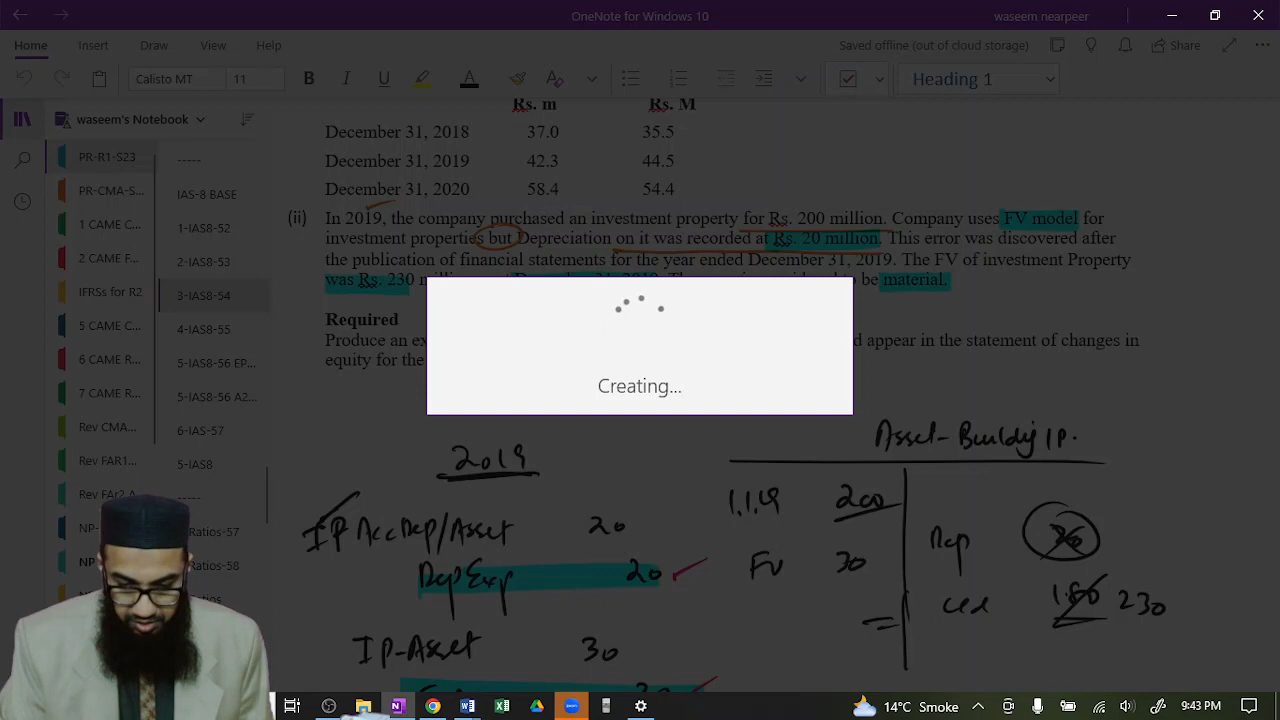 OneNote for Windows 10
waseem nearpeer
Home Insert Draw View Help
Saved offline (out of cloud storage)
Share
Calisto MT 11 B I U A Heading 1
waseem's Notebook
PR-R1-S23
PR-CMA-S...
1 CAME C...
2 CAME F...
IFRSs for R2
5 CAME C...
6 CAME R...
7 CAME R...
Rev CMA...
Rev FAR1...
Rev FAr2 A
NP-
NP
-----
IAS-8 BASE
1-IAS8-52
2-IAS8-53
3-IAS8-54
4-IAS8-55
5-IAS8-56 EP...
5-IAS8-56 A2...
6-IAS-57
5-IAS8
Ratios-57
Ratios-58
Rs. m Rs. M
December 31, 2018 37.0 35.5
December 31, 2019 42.3 44.5
December 31, 2020 58.4 54.4
(ii) In 2019, the company purchased an investment property for Rs. 200 million. Company uses FV model for
investment properties but Depreciation on it was recorded at Rs. 20 million. This error was discovered after
the publication of financial statements for the year ended December 31, 2019. The FV of investment Property
was Rs. 230 be material.
Required
Produce an ex d appear in the statement of changes in
equity for the
Creating...
2019
IP AccDep/Asset 20
Dep Exp 20
IP-Asset 30
Asset-Building IP.
1.1.19 200
FV 30
Dep
180 230
14°C Smoke
9:43 PM